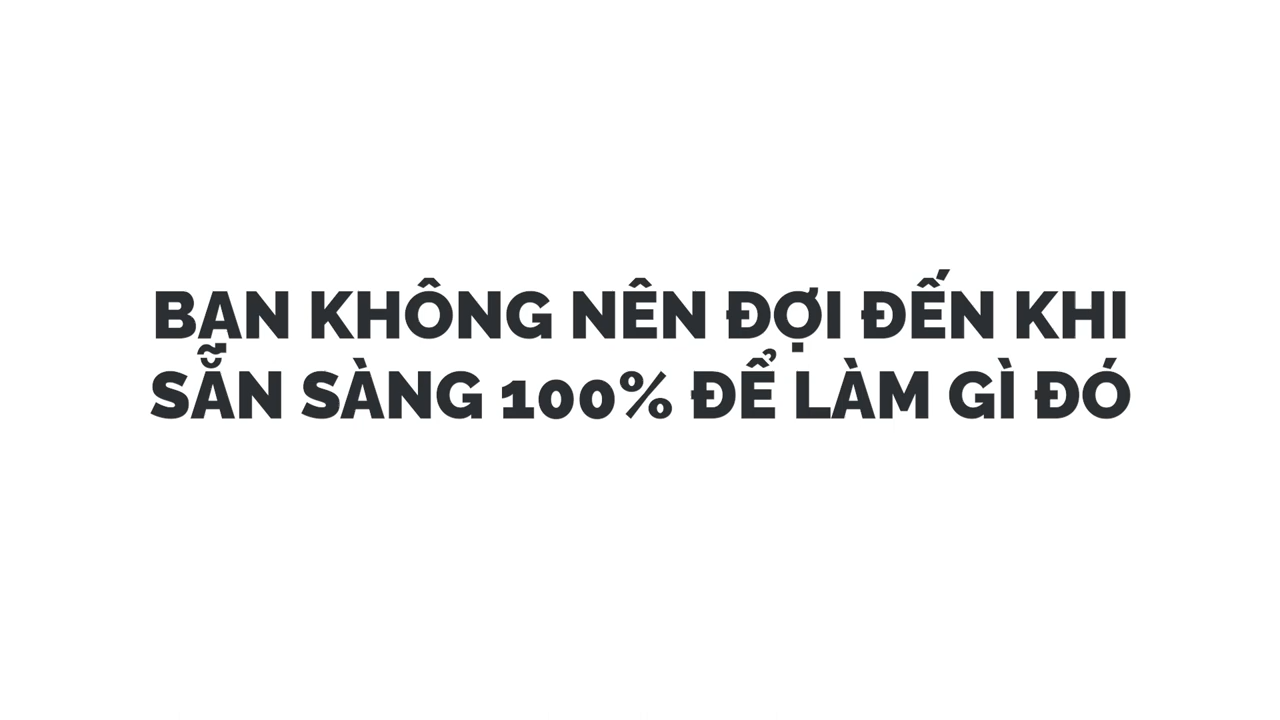 BẠN KHÔNG NÊN ĐỢI ĐẾN KHI
SẴN SÀNG 100% ĐỂ LÀM GÌ ĐÓ